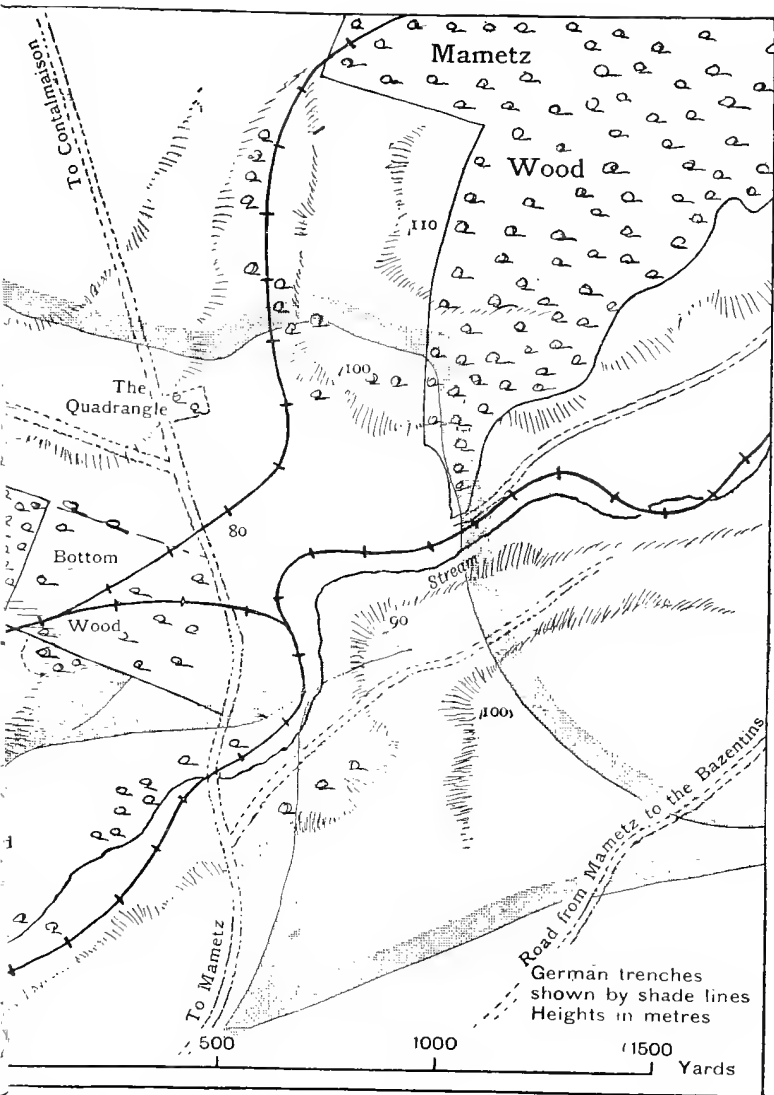 Mametz
To Contalmaison
Wood
110
100
The
Quadrangle
80
Bottom
Stream
Wood
90
100
Road from Mametz to the Bazentins
To Mametz
German trenches
shown by shade lines
Heights in metres
500
1000
1500
Yards